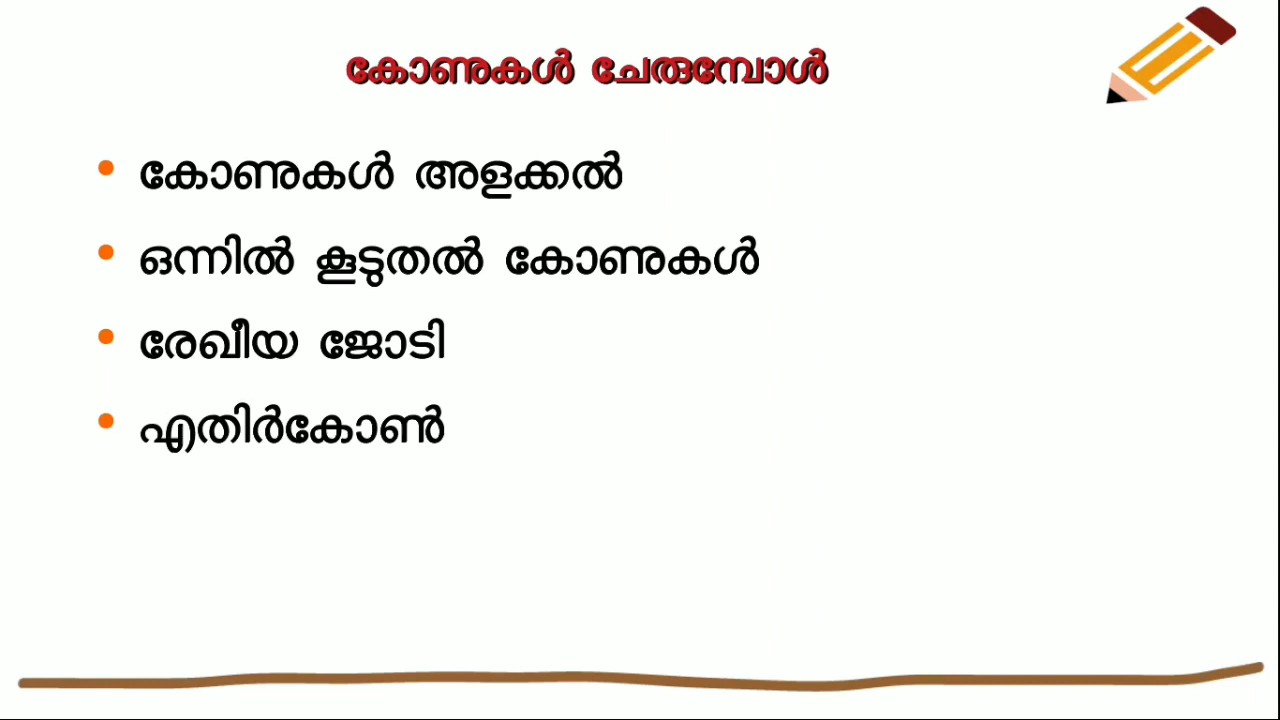 കോണുകൾ ചേരുമ്പോൾ
കോണുകൾ അളക്കൽ
ഒന്നിൽ കൂടുതൽ കോണുകൾ
രേഖീയ ജോടി
എതിർകോൺ